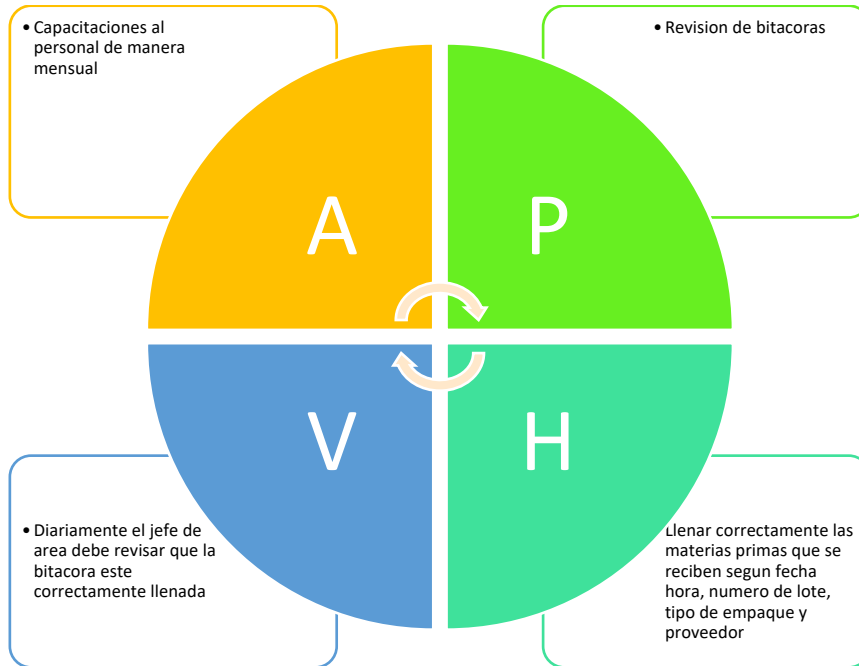 • Capacitaciones al
personal de manera
mensual
• Revision de bitacoras
A
P
V
H
• Diariamente el jefe de
area debe revisar que la
bitacora este
correctamente llenada
Llenar correctamente las
materias primas que se
reciben segun fecha
hora, numero de lote,
tipo de empaque y
proveedor